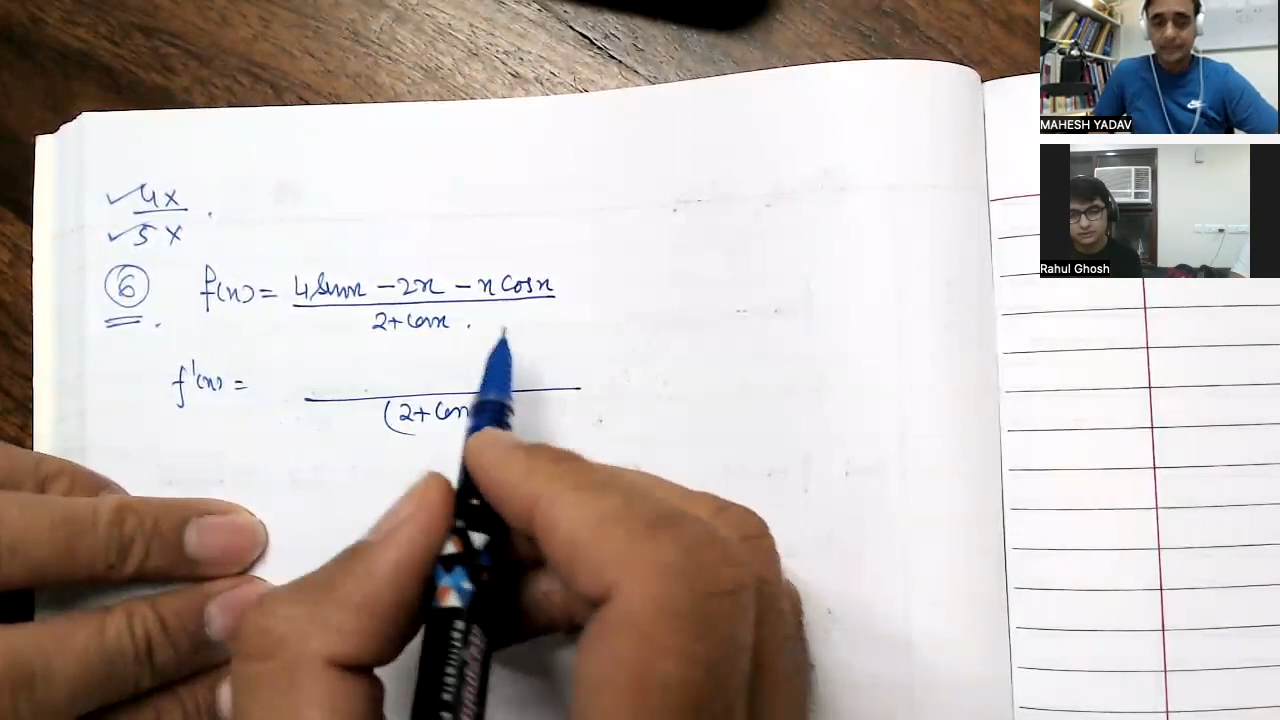 ✓4x
✓5x
6 f(x) = 4sinx - 2x - x cosx
2+cosx.
f'(x) =
(2+cos
MAHESH YADAV
Rahul Ghosh